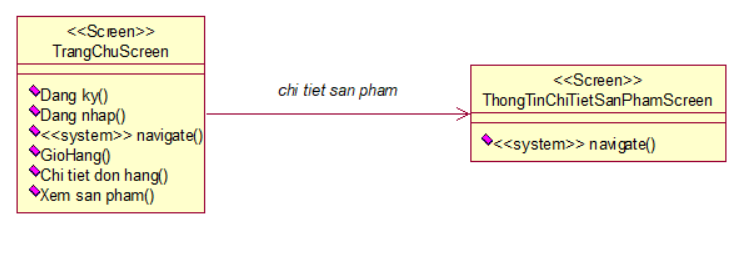 <<Screen>>
TrangChuScreen
Dang ky()
Dang nhap()
<<system>> navigate()
GioHang()
Chi tiet don hang()
Xem san pham()
chi tiet san pham
<<Screen>>
ThongTinChiTietSanPhamScreen
<<system>> navigate()